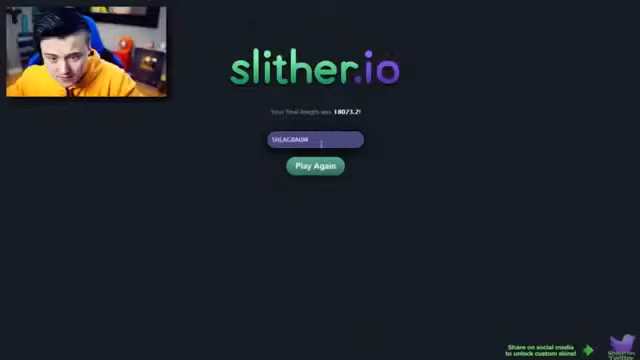 slither.io
Your final length was 18073.2!
SHLAGBAUM
Play Again
Share on social media
to unlock custom skins!
Twitter